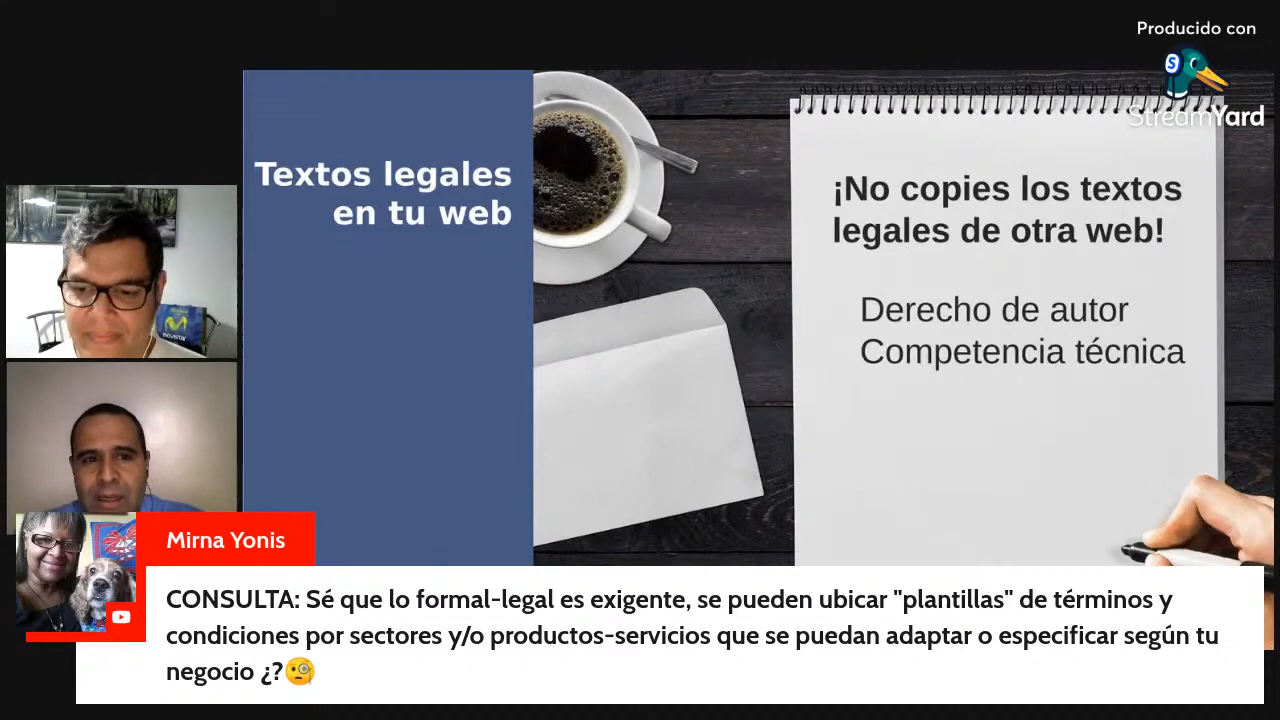 Producido con
StreamYard
Textos legales
en tu web
¡No copies los textos
legales de otra web!
Derecho de autor
Competencia técnica
movistar
Mirna Yonis
CONSULTA: Sé que lo formal-legal es exigente, se pueden ubicar "plantillas" de términos y
condiciones por sectores y/o productos-servicios que se puedan adaptar o especificar según tu
negocio ¿?🧐